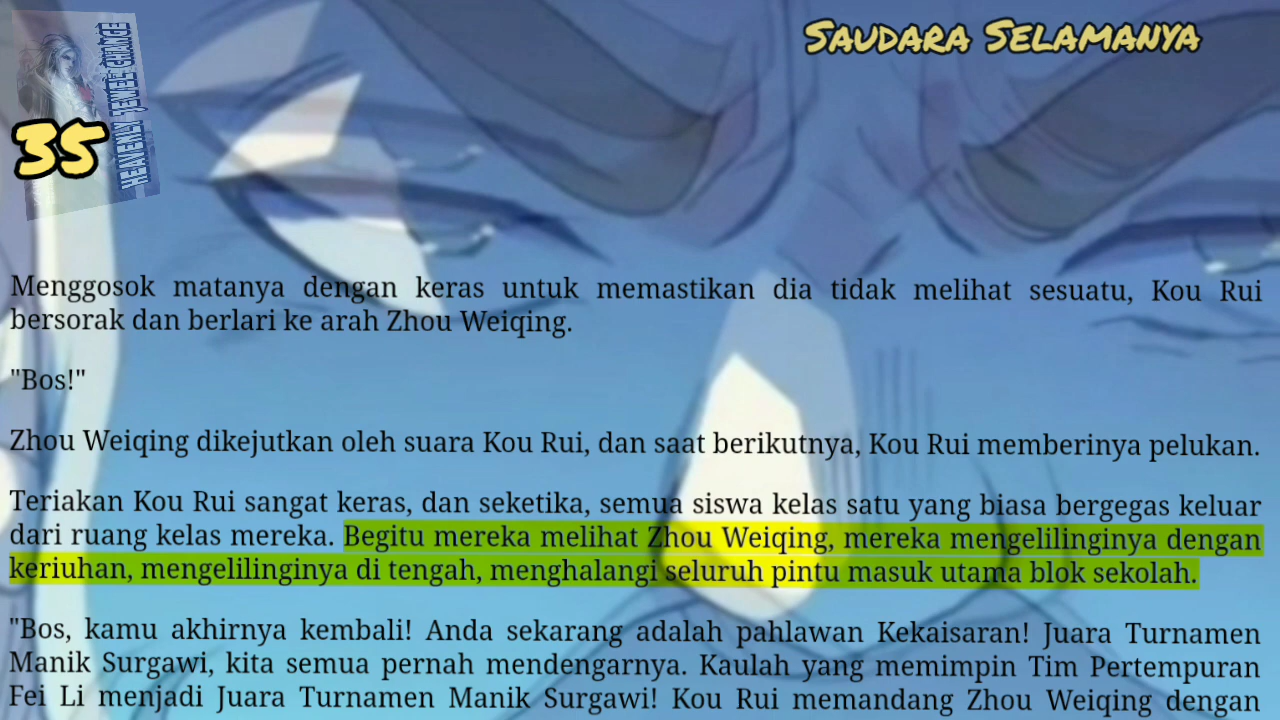 Saudara Selamanya
HEAVENLY JEWEL CHANGE
35
Menggosok matanya dengan keras untuk memastikan dia tidak melihat sesuatu, Kou Rui
bersorak dan berlari ke arah Zhou Weiqing.
"Bos!"
Zhou Weiqing dikejutkan oleh suara Kou Rui, dan saat berikutnya, Kou Rui memberinya pelukan.
Teriakan Kou Rui sangat keras, dan seketika, semua siswa kelas satu yang biasa bergegas keluar
dari ruang kelas mereka. Begitu mereka melihat Zhou Weiqing, mereka mengelilinginya dengan
keriuhan, mengelilinginya di tengah, menghalangi seluruh pintu masuk utama blok sekolah.
"Bos, kamu akhirnya kembali! Anda sekarang adalah pahlawan Kekaisaran! Juara Turnamen
Manik Surgawi, kita semua pernah mendengarnya. Kaulah yang memimpin Tim Pertempuran
Fei Li menjadi Juara Turnamen Manik Surgawi! Kou Rui memandang Zhou Weiqing dengan